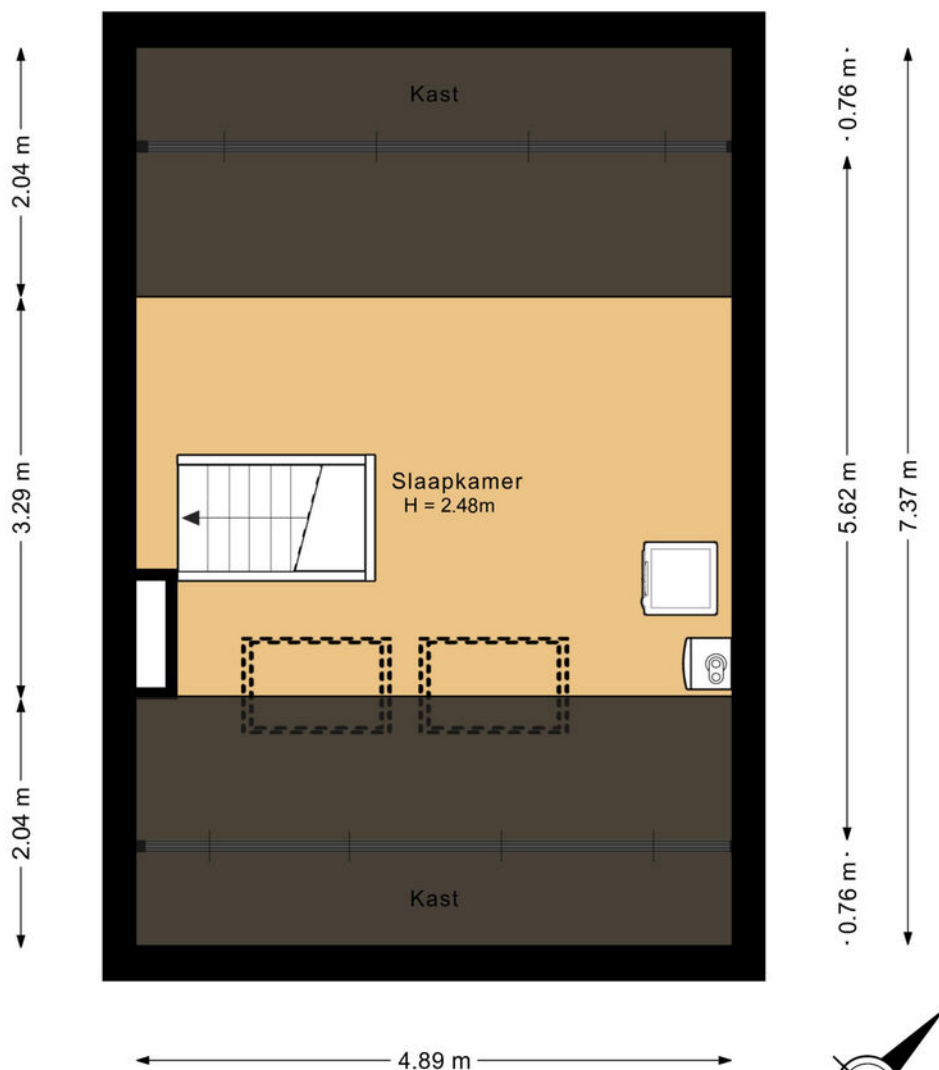 Kast
0.76 m
2.04 m
Slaapkamer
H = 2.48m
3.29 m
5.62 m
7.37 m
2.04 m
Kast
0.76 m
4.89 m